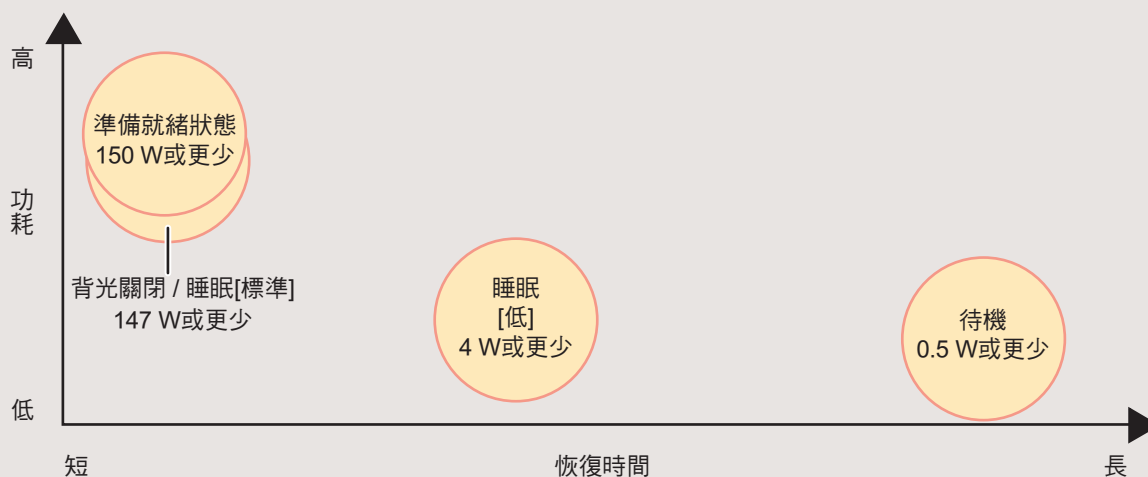 高
準備就緒狀態
150 W或更少
功耗
背光關閉 / 睡眠[標準]
147 W或更少
睡眠
[低]
4 W或更少
待機
0.5 W或更少
低
短
恢復時間
長